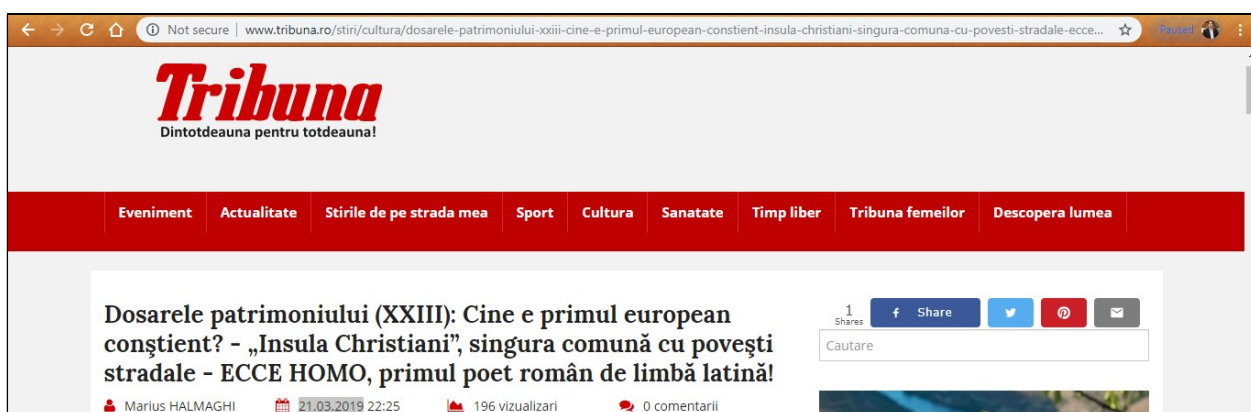 Not secure | www.tribuna.ro/stiri/cultura/dosarele-patrimoniului-xxiii-cine-e-primul-european-constient-insula-christiani-singura-comuna-cu-povesti-stradale-ecce...
Paused
Tribuna
Dintotdeauna pentru totdeauna!
Eveniment Actualitate Stirile de pe strada mea Sport Cultura Sanatate Timp liber Tribuna femeilor Descopera lumea
Dosarele patrimoniului (XXIII): Cine e primul european
conştient? - „Insula Christiani”, singura comună cu poveşti
stradale - ECCE HOMO, primul poet român de limbă latină!
1
Shares
Share
Cautare
Marius HALMAGHI 21.03.2019 22:25 196 vizualizari 0 comentarii